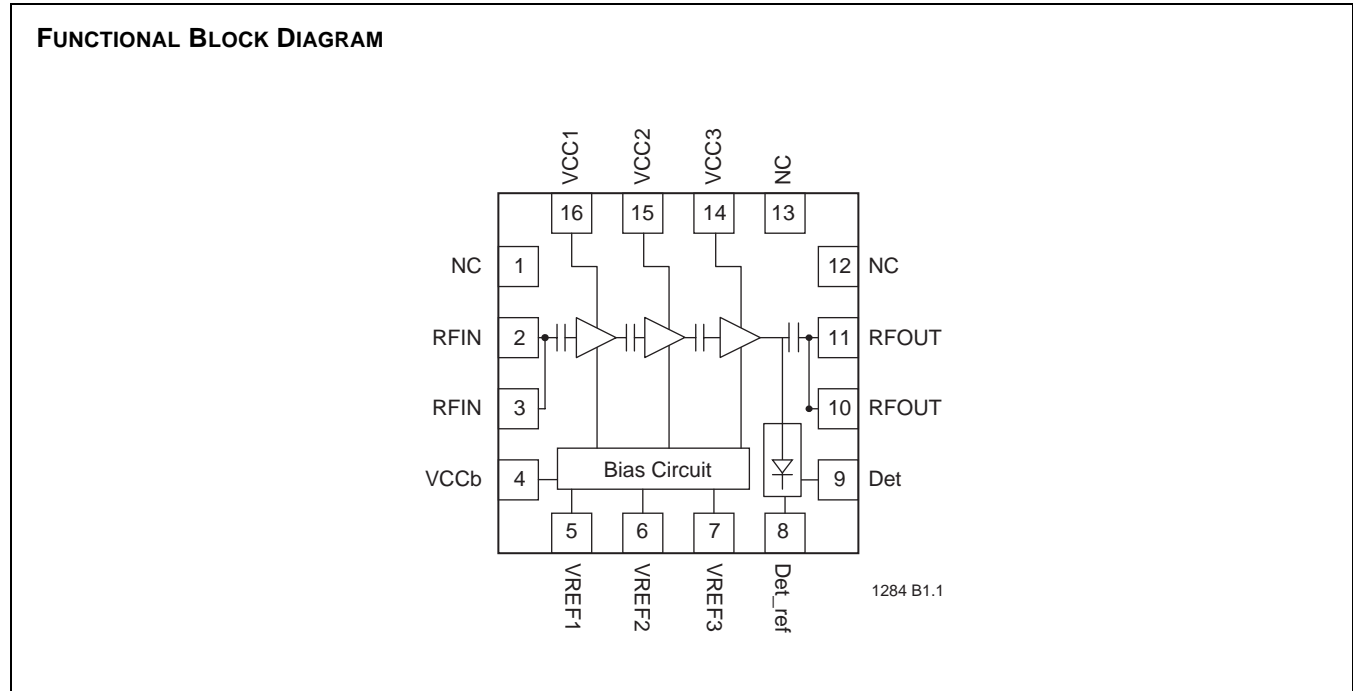 FUNCTIONAL BLOCK DIAGRAM
VCC1
VCC2
VCC3
NC
16
15
14
13
NC 1
12 NC
RFIN 2
11 RFOUT
RFIN 3
10 RFOUT
VCCb 4
Bias Circuit
9 Det
5
6
7
8
VREF1
VREF2
VREF3
Det_ref
1284 B1.1